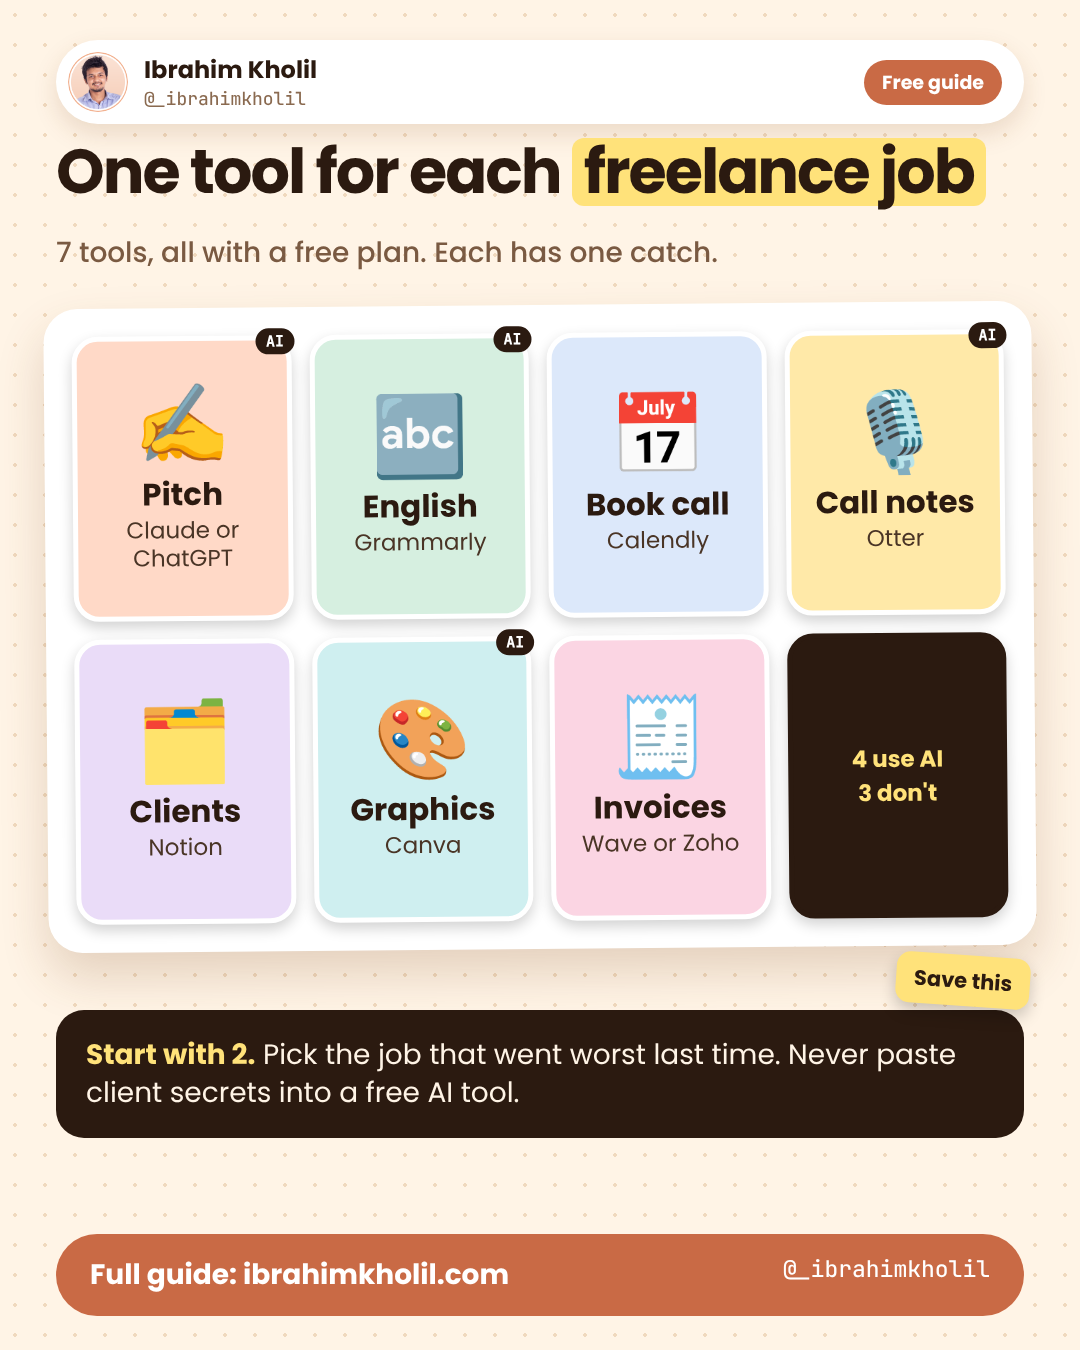 Ibrahim Kholil
@_ibrahimkholil
Free guide
One tool for each freelance job
7 tools, all with a free plan. Each has one catch.
AI
Pitch
Claude or
ChatGPT
AI
abc
English
Grammarly
July
17
Book call
Calendly
AI
Call notes
Otter
Clients
Notion
AI
Graphics
Canva
Invoices
Wave or Zoho
4 use AI
3 don't
Save this
Start with 2. Pick the job that went worst last time. Never paste
client secrets into a free AI tool.
Full guide: ibrahimkholil.com
@_ibrahimkholil